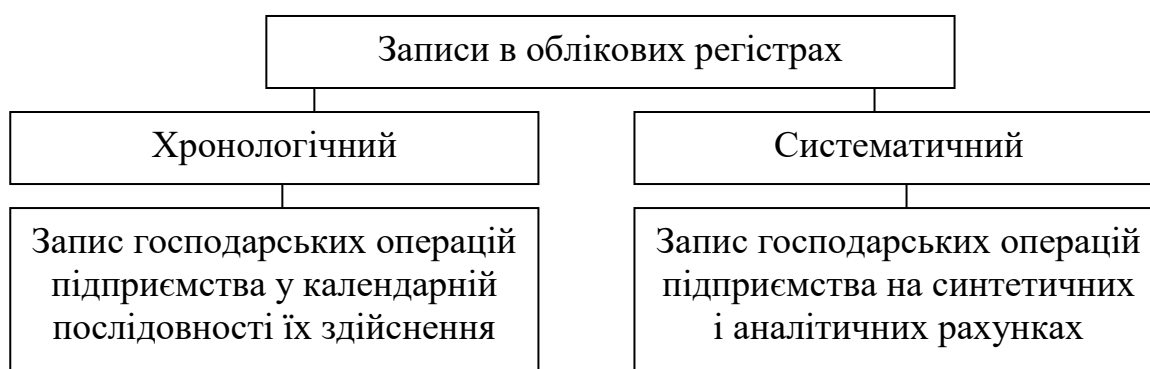 Записи в облікових регістрах
Хронологічний
Систематичний
Запис господарських операцій
підприємства у календарній
послідовності їх здійснення
Запис господарських операцій
підприємства на синтетичних
і аналітичних рахунках